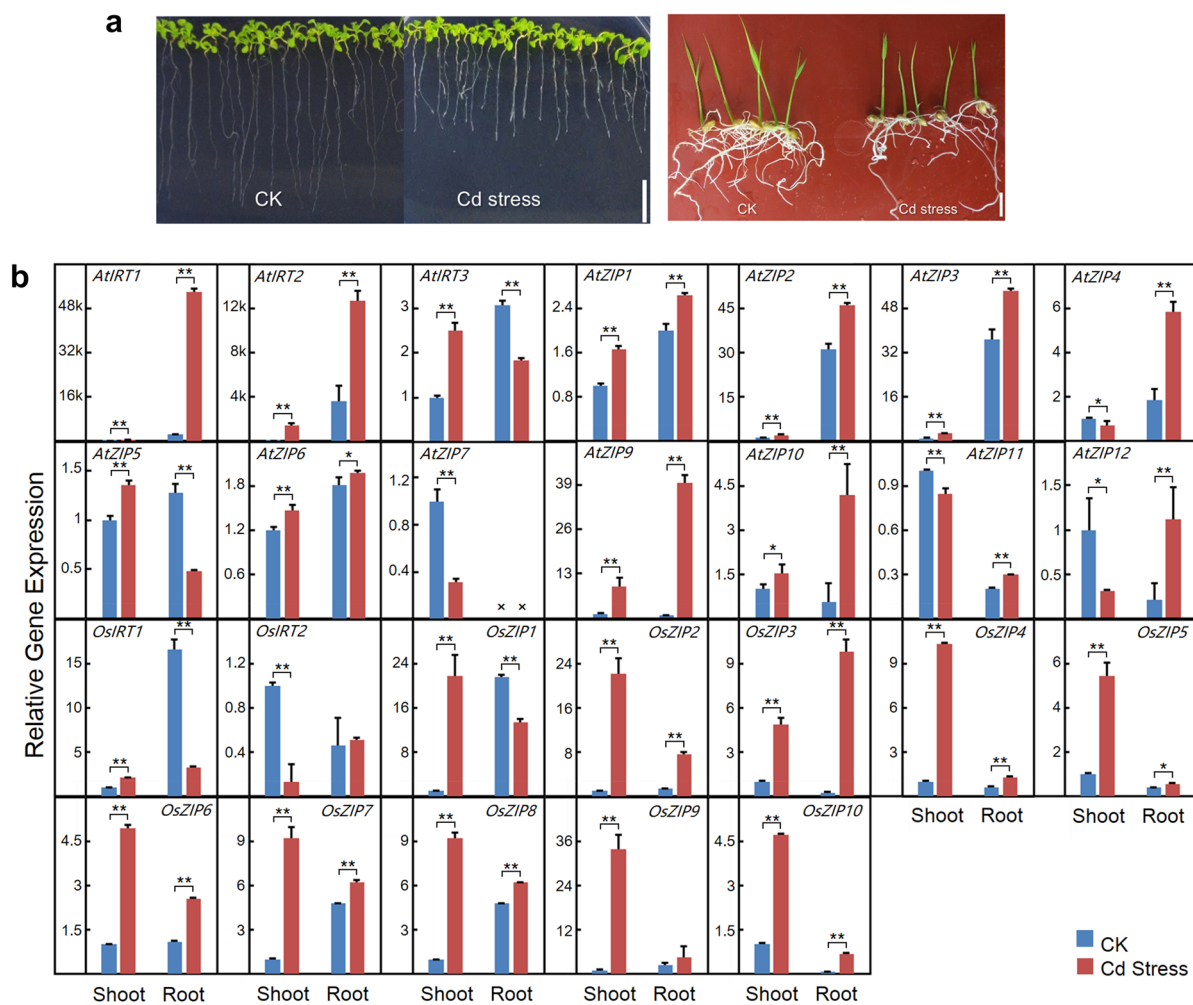 a
CK
Cd stress
CK
Cd stress
b
Relative Gene Expression
AtIRT1
**
**
48k
32k
16k
AtIRT2
**
**
12k
8k
4k
AtIRT3
**
**
3
2
1
AtZIP1
**
**
2.4
1.6
0.8
AtZIP2
**
**
45
30
15
AtZIP3
**
**
48
32
16
AtZIP4
*
**
6
4
2
AtZIP5
**
**
1.5
1
0.5
AtZIP6
**
*
1.8
1.2
0.6
AtZIP7
**
× ×
1.2
0.8
0.4
AtZIP9
**
**
39
26
13
AtZIP10
*
**
4.5
3
1.5
AtZIP11
**
**
0.9
0.6
0.3
AtZIP12
*
**
1.5
1.0
0.5
OsIRT1
**
**
15
10
5
OsIRT2
**
1.2
0.8
0.4
OsZIP1
**
**
24
16
8
OsZIP2
**
**
24
16
8
OsZIP3
**
**
9
6
3
OsZIP4
**
**
9
6
3
Shoot Root
OsZIP5
**
*
6
4
2
Shoot Root
OsZIP6
**
**
4.5
3
1.5
Shoot Root
OsZIP7
**
**
9
6
3
Shoot Root
OsZIP8
**
**
9
6
3
Shoot Root
OsZIP9
**
36
24
12
Shoot Root
OsZIP10
**
**
4.5
3
1.5
Shoot Root
CK
Cd Stress